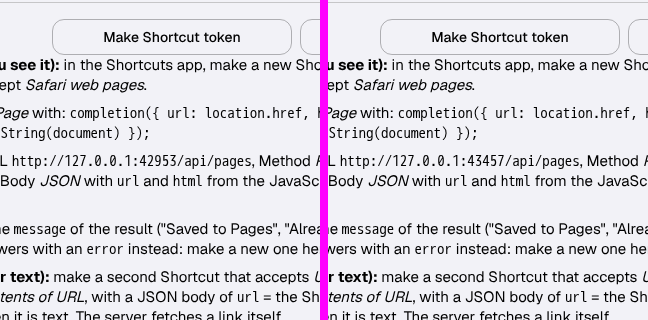 Make Shortcut token
u see it): in the Shortcuts app, make a new Sho
ept Safari web pages.
Page with: completion({ url: location.href, h
String(document) });
L http://127.0.0.1:42953/api/pages, Method
Body JSON with url and html from the JavaSc
e message of the result ("Saved to Pages", "Alrea
wers with an error instead: make a new one he
r text): make a second Shortcut that accepts U
tents of URL, with a JSON body of url = the Sh
n it is text. The server fetches a link itself
Make Shortcut token
u see it): in the Shortcuts app, make a new Sho
ept Safari web pages.
Page with: completion({ url: location.href, h
String(document) });
L http://127.0.0.1:43457/api/pages, Method
Body JSON with url and html from the JavaSc
e message of the result ("Saved to Pages", "Alrea
wers with an error instead: make a new one he
r text): make a second Shortcut that accepts U
tents of URL, with a JSON body of url = the Sh
n it is text. The server fetches a link itself